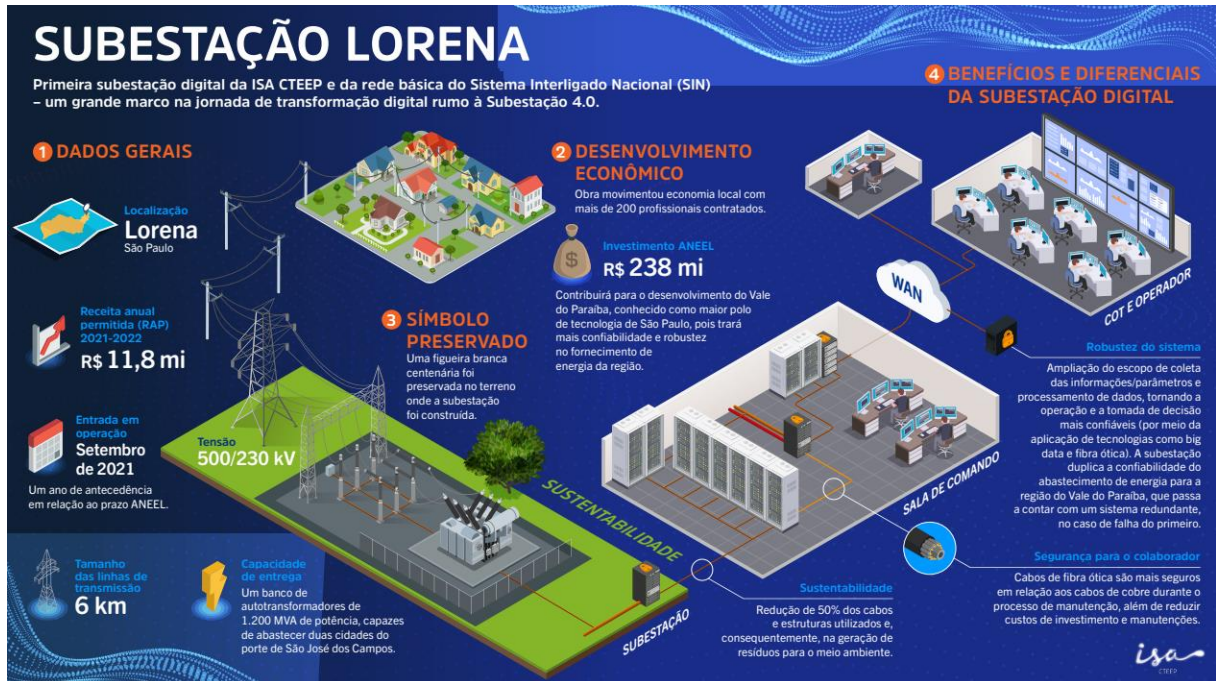 SUBESTAÇÃO LORENA
Primeira subestação digital da ISA CTEEP e da rede básica do Sistema Interligado Nacional (SIN)
– um grande marco na jornada de transformação digital rumo à Subestação 4.0.
1 DADOS GERAIS
Localização
Lorena
São Paulo
Receita anual
permitida (RAP)
2021-2022
R$ 11,8 mi
Entrada em
operação
Setembro
de 2021
Um ano de antecedência
em relação ao prazo ANEEL.
Tamanho
das linhas de
transmissão
6 km
Capacidade
de entrega
Um banco de
autotransformadores de
1.200 MVA de potência, capazes
de abastecer duas cidades do
porte de São José dos Campos.
Tensão
500/230 kV
2 DESENVOLVIMENTO
ECONÔMICO
Obra movimentou economia local com
mais de 200 profissionais contratados.
$
Investimento ANEEL
R$ 238 mi
Contribuirá para o desenvolvimento do Vale
do Paraíba, conhecido como maior polo
de tecnologia de São Paulo, pois trará
mais confiabilidade e robustez
no fornecimento de
energia da região.
3 SÍMBOLO
PRESERVADO
Uma figueira branca
centenária foi
preservada no terreno
onde a subestação
foi construída.
SUSTENTABILIDADE
SUBESTAÇÃO
4 BENEFÍCIOS E DIFERENCIAIS
DA SUBESTAÇÃO DIGITAL
WAN
COT E OPERADOR
SALA DE COMANDO
Robustez do sistema
Ampliação do escopo de coleta
das informações/parâmetros e
processamento de dados, tornando a
operação e a tomada de decisão
mais confiáveis (por meio da
aplicação de tecnologias como big
data e fibra ótica). A subestação
duplica a confiabilidade do
abastecimento de energia para a
região do Vale do Paraíba, que passa
a contar com um sistema redundante,
no caso de falha do primeiro.
Segurança para o colaborador
Cabos de fibra ótica são mais seguros
em relação aos cabos de cobre durante o
processo de manutenção, além de reduzir
custos de investimento e manutenções.
Sustentabilidade
Redução de 50% dos cabos
e estruturas utilizados e,
consequentemente, na geração de
resíduos para o meio ambiente.
isa
CTEEP